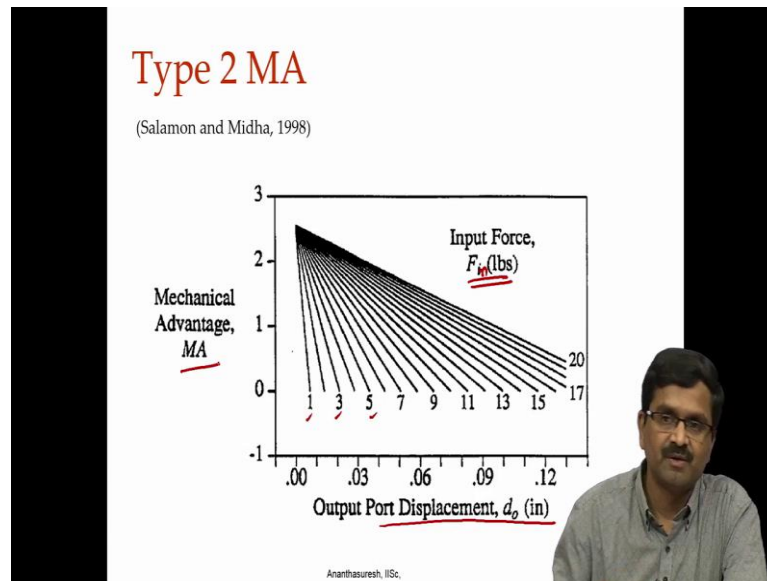 Type 2 MA
(Salamon and Midha, 1998)
3
2
1
0
-1
Mechanical
Advantage,
MA
Input Force,
F in (lbs)
20
17
1 3 5 7 9 11 13 15
.00 .03 .06 .09 .12
Output Port Displacement, do (in)
Ananthasuresh, IISc,